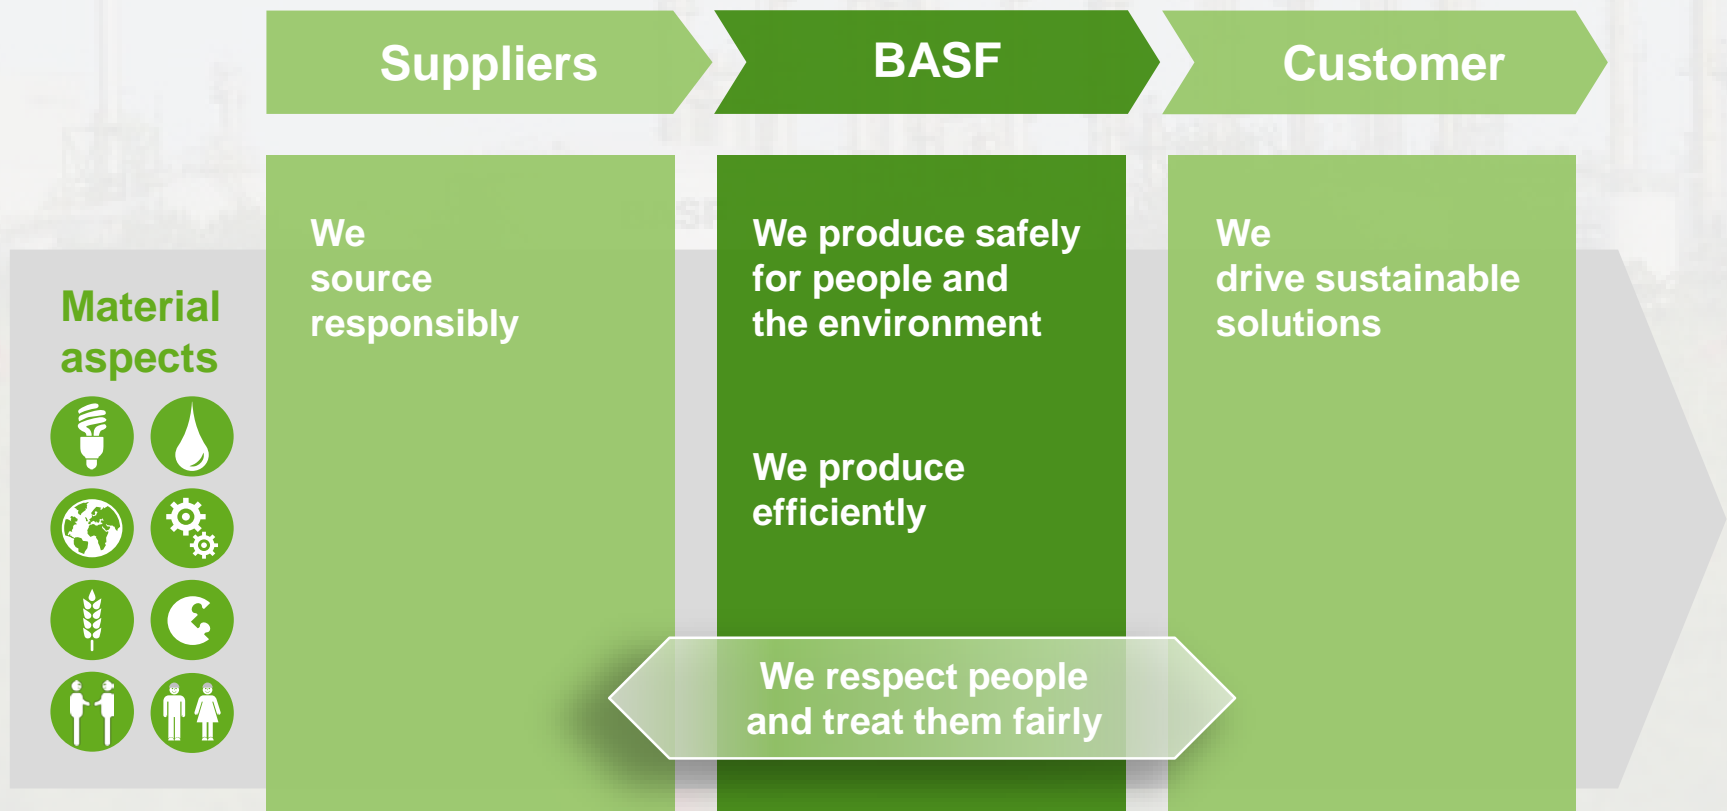 Suppliers
BASF
Customer
Material
aspects
We
source
responsibly
We produce safely
for people and
the environment
We produce
efficiently
We
drive sustainable
solutions
We respect people
and treat them fairly